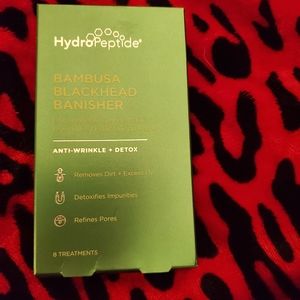 HydroPeptide®
BAMBUSA
BLACKHEAD
BANISHER
ANTI-WRINKLE + DETOX
Removes Dirt + Excess Oil
Detoxifies Impurities
Refines Pores
8 TREATMENTS